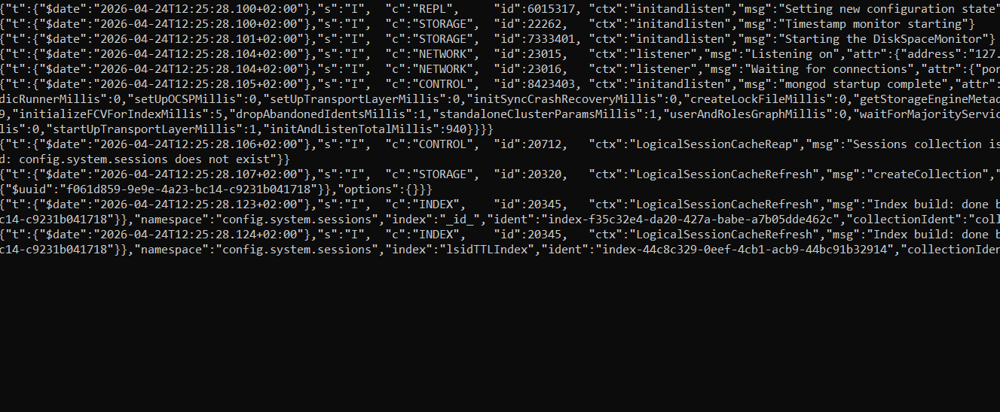 {"t":{"$date":"2026-04-24T12:25:28.100+02:00"},"s":"I",  "c":"REPL",     "id":6015317, "ctx":"initandlisten","msg":"Setting new configuration state"
{"t":{"$date":"2026-04-24T12:25:28.100+02:00"},"s":"I",  "c":"STORAGE",  "id":22262,   "ctx":"initandlisten","msg":"Timestamp monitor starting"}
{"t":{"$date":"2026-04-24T12:25:28.101+02:00"},"s":"I",  "c":"STORAGE",  "id":7333401, "ctx":"initandlisten","msg":"Starting the DiskSpaceMonitor"}
{"t":{"$date":"2026-04-24T12:25:28.104+02:00"},"s":"I",  "c":"NETWORK",  "id":23015,   "ctx":"listener","msg":"Listening on","attr":{"address":"127.
{"t":{"$date":"2026-04-24T12:25:28.104+02:00"},"s":"I",  "c":"NETWORK",  "id":23016,   "ctx":"listener","msg":"Waiting for connections","attr":{"por
{"t":{"$date":"2026-04-24T12:25:28.105+02:00"},"s":"I",  "c":"CONTROL",  "id":8423403, "ctx":"initandlisten","msg":"mongod startup complete","attr":
dicRunnerMillis":0,"setUpOCSPMillis":0,"setUpTransportLayerMillis":0,"initSyncCrashRecoveryMillis":0,"createLockFileMillis":0,"getStorageEngineMetad
9,"initializeFCVForIndexMillis":5,"dropAbandonedIdentsMillis":1,"standaloneClusterParamsMillis":1,"userAndRolesGraphMillis":0,"waitForMajorityServic
lis":0,"startUpTransportLayerMillis":1,"initAndListenTotalMillis":940}}}}
{"t":{"$date":"2026-04-24T12:25:28.106+02:00"},"s":"I",  "c":"CONTROL",  "id":20712,   "ctx":"LogicalSessionCacheReap","msg":"Sessions collection is
d: config.system.sessions does not exist"}}
{"t":{"$date":"2026-04-24T12:25:28.107+02:00"},"s":"I",  "c":"STORAGE",  "id":20320,   "ctx":"LogicalSessionCacheRefresh","msg":"createCollection","
{"$uuid":"f061d859-9e9e-4a23-bc14-c9231b041718"}},"options":{}}}
{"t":{"$date":"2026-04-24T12:25:28.123+02:00"},"s":"I",  "c":"INDEX",    "id":20345,   "ctx":"LogicalSessionCacheRefresh","msg":"Index build: done b
c14-c9231b041718"}},"namespace":"config.system.sessions","index":"_id_","ident":"index-f35c32e4-da20-427a-babe-a7b05dde462c","collectionIdent":"coll
{"t":{"$date":"2026-04-24T12:25:28.124+02:00"},"s":"I",  "c":"INDEX",    "id":20345,   "ctx":"LogicalSessionCacheRefresh","msg":"Index build: done b
c14-c9231b041718"}},"namespace":"config.system.sessions","index":"lsidTTLIndex","ident":"index-44c8c329-0eef-4cb1-acb9-44bc91b32914","collectionIden